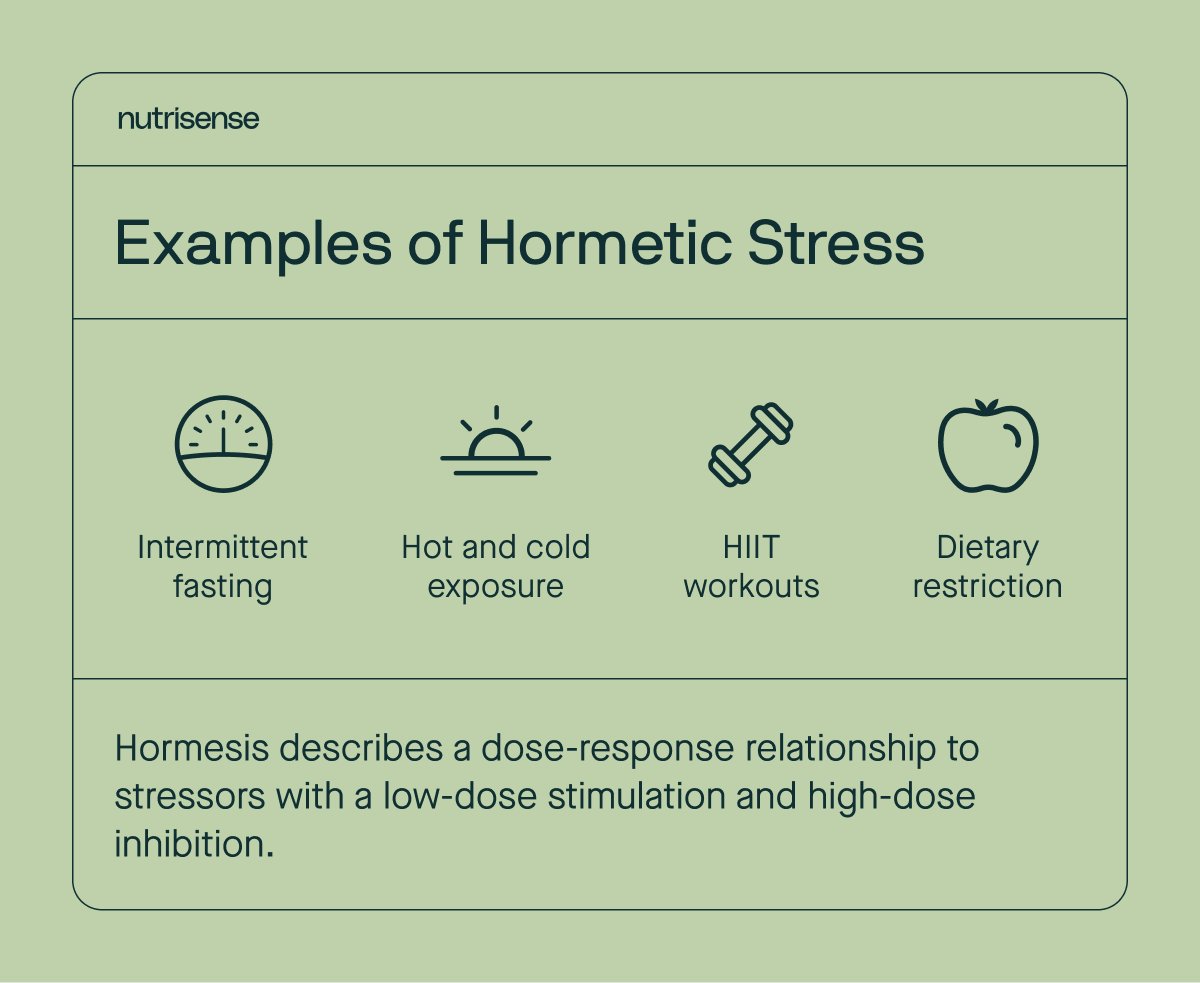 nutrisense
Examples of Hormetic Stress
Intermittent
fasting
Hot and cold
exposure
HIIT
workouts
Dietary
restriction
Hormesis describes a dose-response relationship to
stressors with a low-dose stimulation and high-dose
inhibition.